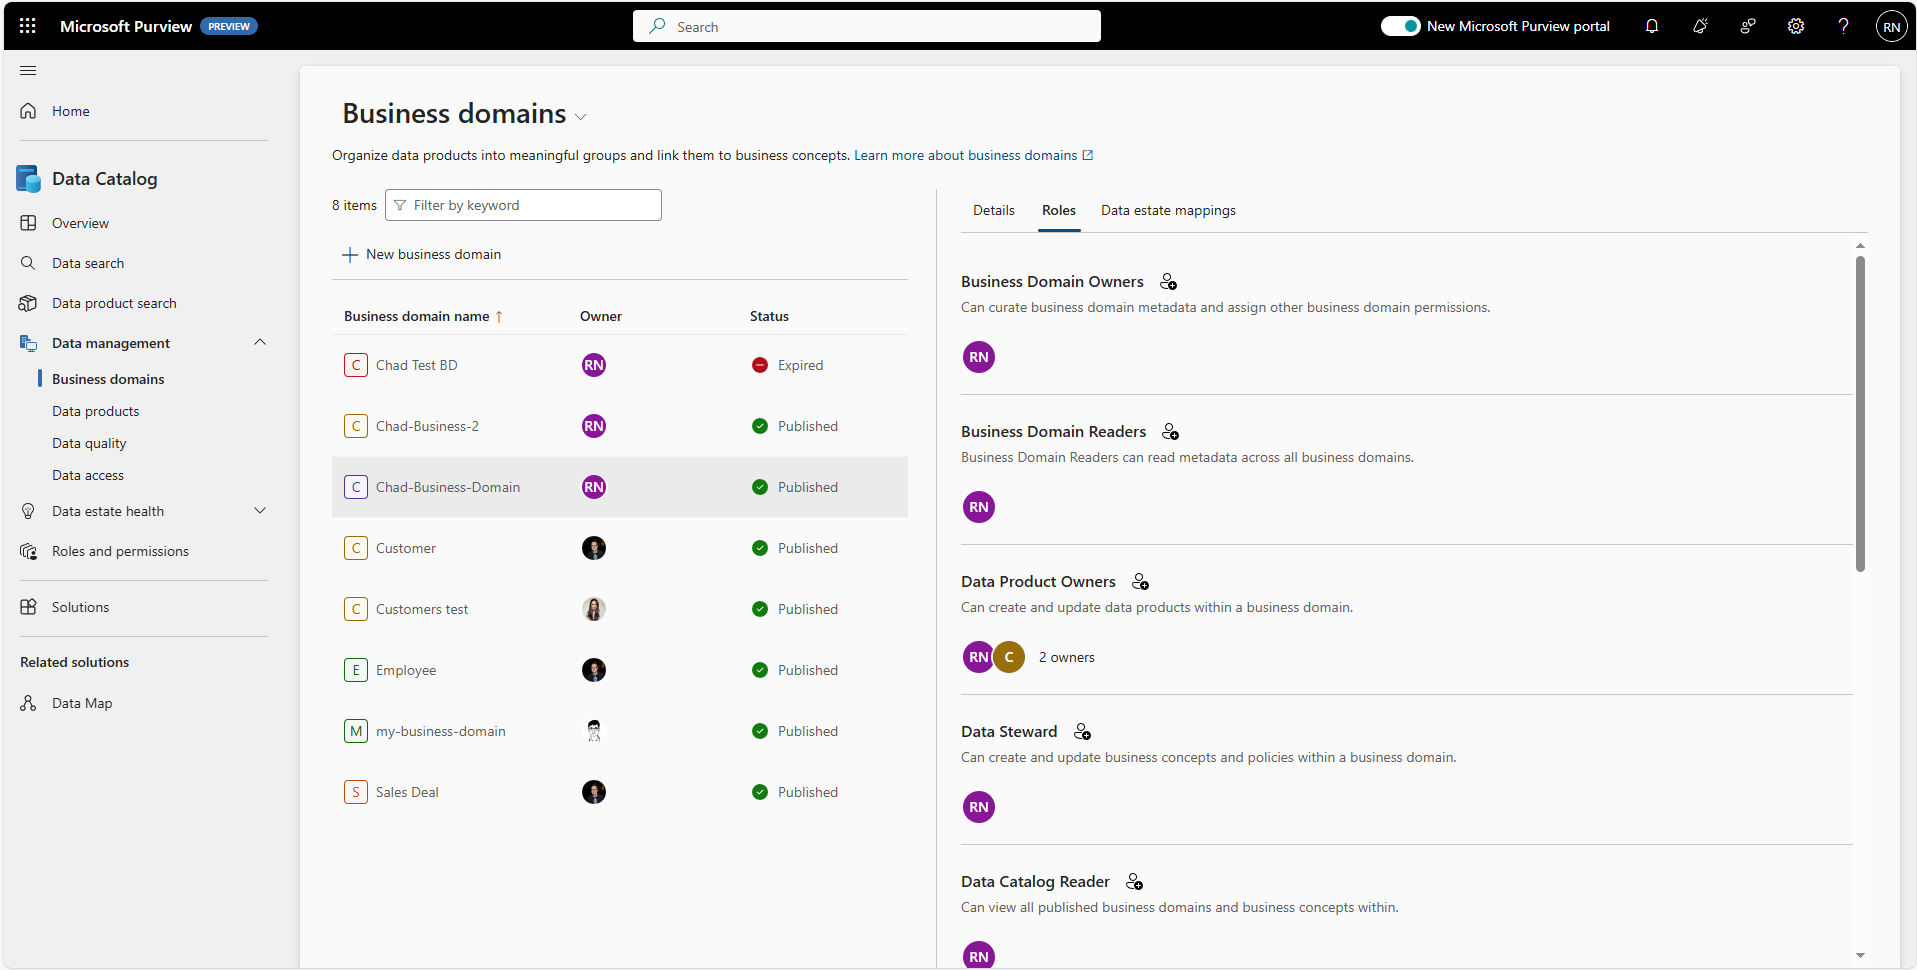 Microsoft Purview PREVIEW
Search
New Microsoft Purview portal
RN
Home
Data Catalog
Overview
Data search
Data product search
Data management
Business domains
Data products
Data quality
Data access
Data estate health
Roles and permissions
Solutions
Related solutions
Data Map
Business domains
Organize data products into meaningful groups and link them to business concepts. Learn more about business domains
8 items Filter by keyword
New business domain
Business domain name ↑ Owner Status
C Chad Test BD RN Expired
C Chad-Business-2 RN Published
C Chad-Business-Domain RN Published
C Customer Published
C Customers test Published
E Employee Published
M my-business-domain Published
S Sales Deal Published
Details Roles Data estate mappings
Business Domain Owners
Can curate business domain metadata and assign other business domain permissions.
RN
Business Domain Readers
Business Domain Readers can read metadata across all business domains.
RN
Data Product Owners
Can create and update data products within a business domain.
RN C 2 owners
Data Steward
Can create and update business concepts and policies within a business domain.
RN
Data Catalog Reader
Can view all published business domains and business concepts within.
RN